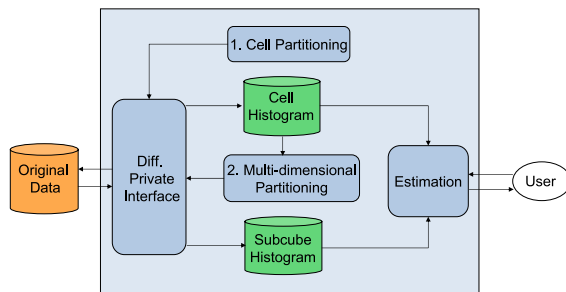 1. Cell Partitioning
Cell
Histogram
Original
Data
Diff.
Private
Interface
2. Multi-dimensional
Partitioning
Estimation
User
Subcube
Histogram